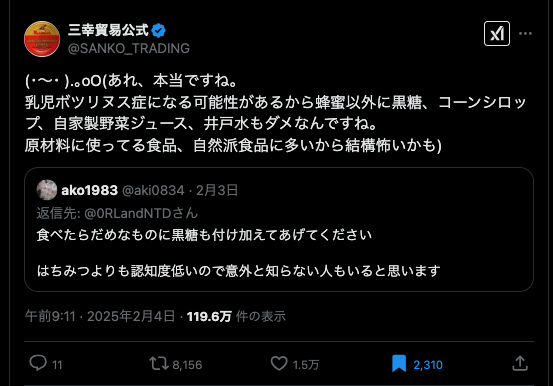 三幸貿易公式
@SANKO_TRADING
(･～･ ).｡oO(あれ、本当ですね。
乳児ボツリヌス症になる可能性があるから蜂蜜以外に黒糖、コーンシロッ
プ、自家製野菜ジュース、井戸水もダメなんですね。
原材料に使ってる食品、自然派食品に多いから結構怖いかも)
ako1983 @aki0834 · 2月3日
返信先: @0RLandNTDさん
食べたらだめなものに黒糖も付け加えてあげてください
はちみつよりも認知度低いので意外と知らない人もいると思います
午前9:11 · 2025年2月4日 · 119.6万 件の表示
11 8,156 1.5万 2,310